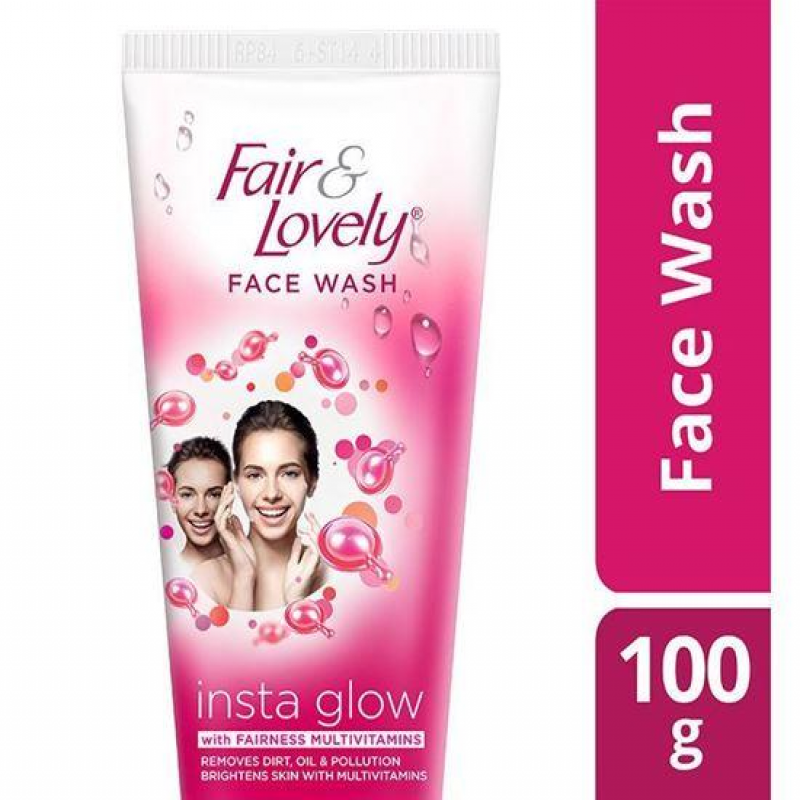 RP84 6-ST14 4
Fair &
Lovely®
FACE WASH
insta glow
with FAIRNESS MULTIVITAMINS
REMOVES DIRT, OIL & POLLUTION
BRIGHTENS SKIN WITH MULTIVITAMINS
Face Wash
100
g